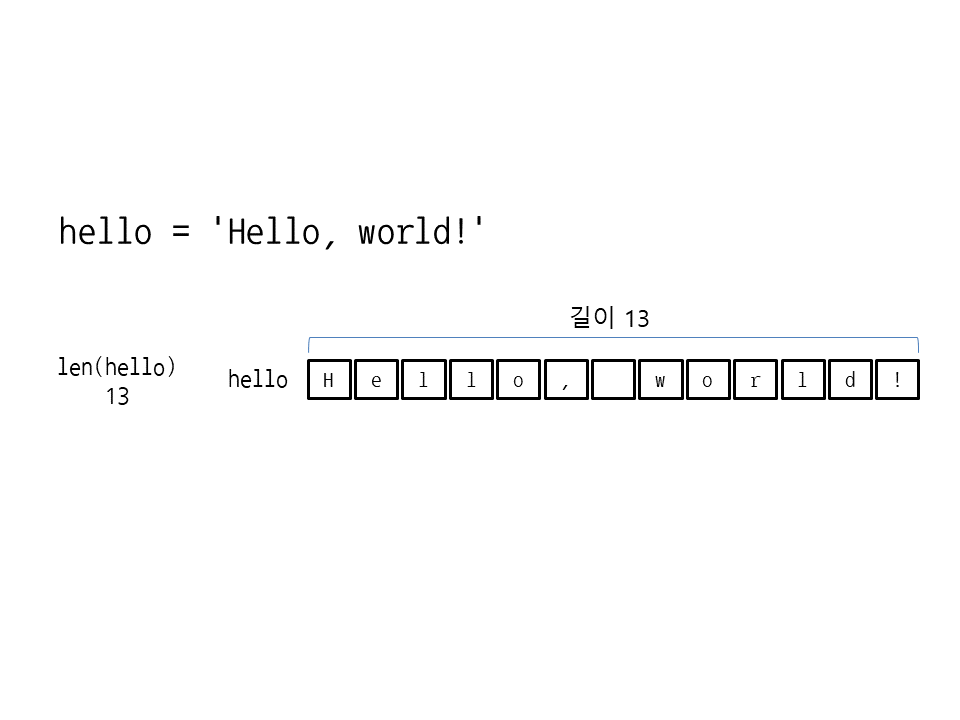 hello = 'Hello, world!'
길이 13
len(hello)
13
hello H e l l o ,   w o r l d !